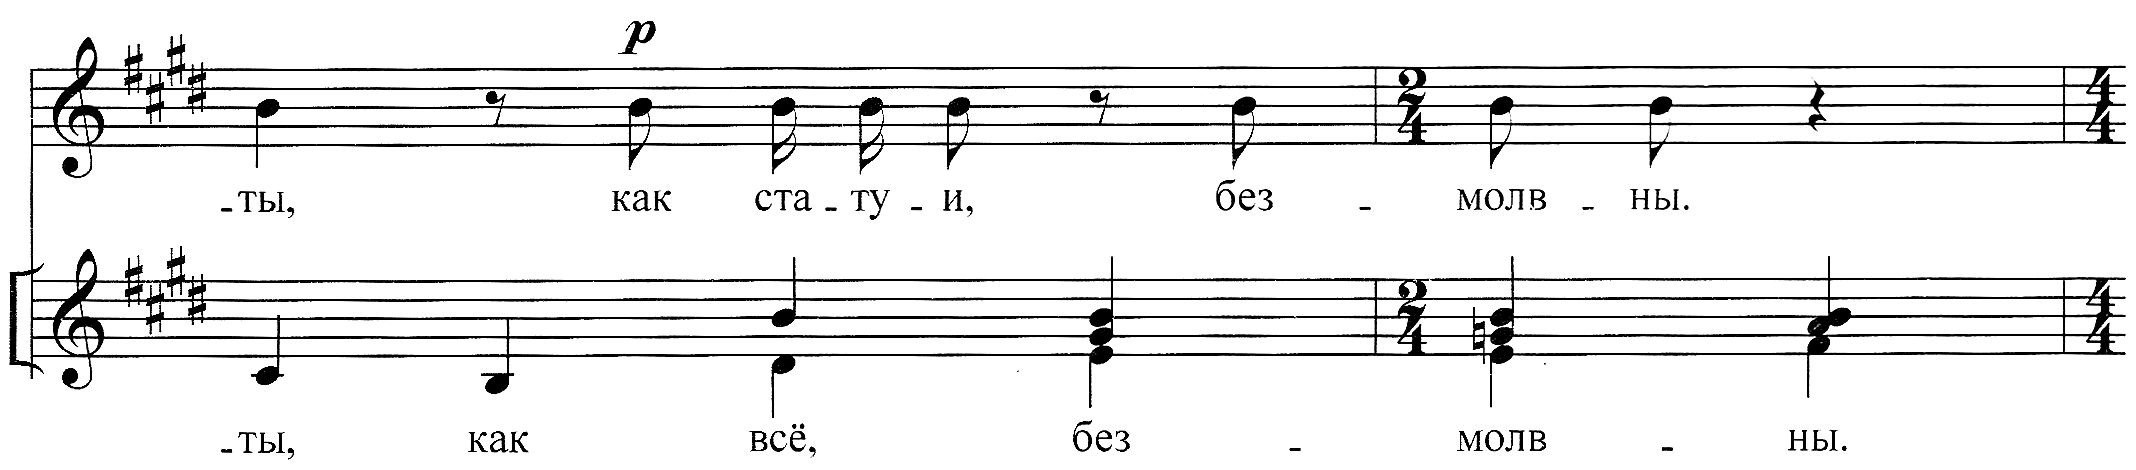 p
-ты, как ста-ту-и, без-молв-ны.
-ты, как всё, без-молв-ны.